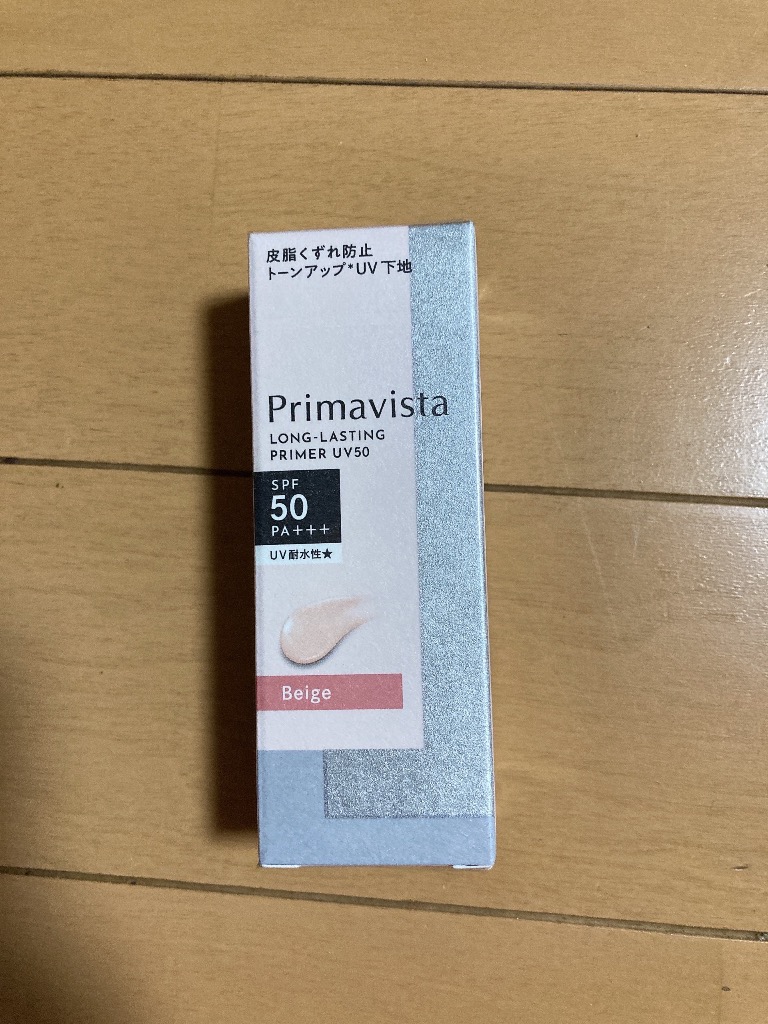 皮脂くずれ防止
トーンアップ*UV下地
Primavista
LONG-LASTING
PRIMER UV50
SPF
50
PA+++
UV耐水性★
Beige